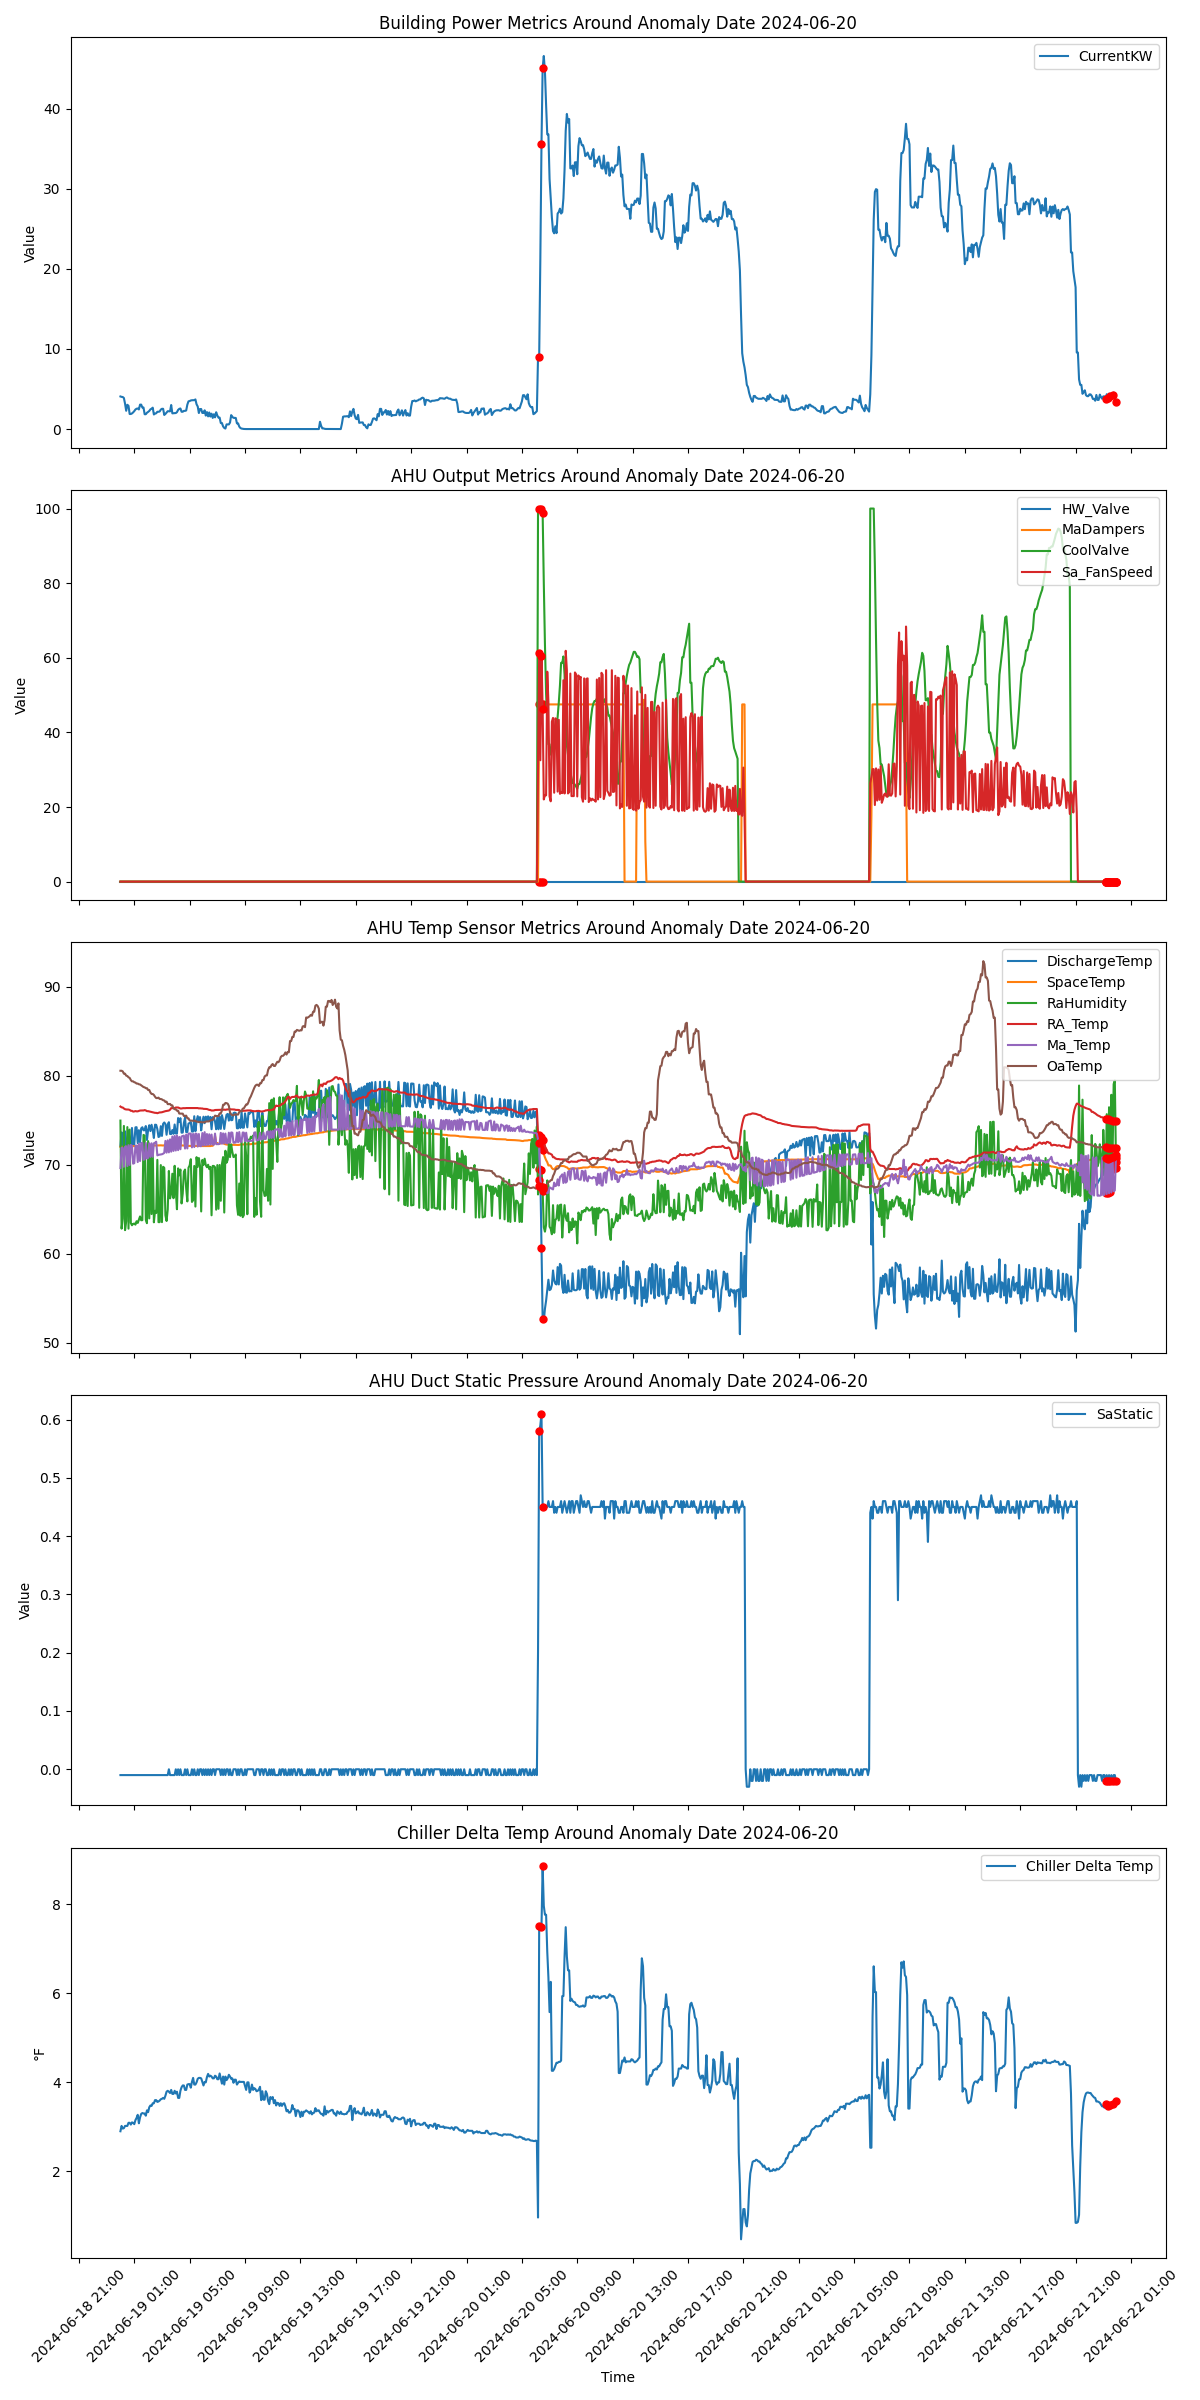 Building Power Metrics Around Anomaly Date 2024-06-20
CurrentKW
Value
40
30
20
10
0
AHU Output Metrics Around Anomaly Date 2024-06-20
HW_Valve
MaDampers
CoolValve
Sa_FanSpeed
Value
100
80
60
40
20
0
AHU Temp Sensor Metrics Around Anomaly Date 2024-06-20
DischargeTemp
SpaceTemp
RaHumidity
RA_Temp
Ma_Temp
OaTemp
Value
90
80
70
60
50
AHU Duct Static Pressure Around Anomaly Date 2024-06-20
SaStatic
Value
0.6
0.5
0.4
0.3
0.2
0.1
0.0
Chiller Delta Temp Around Anomaly Date 2024-06-20
Chiller Delta Temp
°F
8
6
4
2
2024-06-18 21:00
2024-06-19 01:00
2024-06-19 05:00
2024-06-19 09:00
2024-06-19 13:00
2024-06-19 17:00
2024-06-19 21:00
2024-06-20 01:00
2024-06-20 05:00
2024-06-20 09:00
2024-06-20 13:00
2024-06-20 17:00
2024-06-20 21:00
2024-06-21 01:00
2024-06-21 05:00
2024-06-21 09:00
2024-06-21 13:00
2024-06-21 17:00
2024-06-21 21:00
2024-06-22 01:00
Time